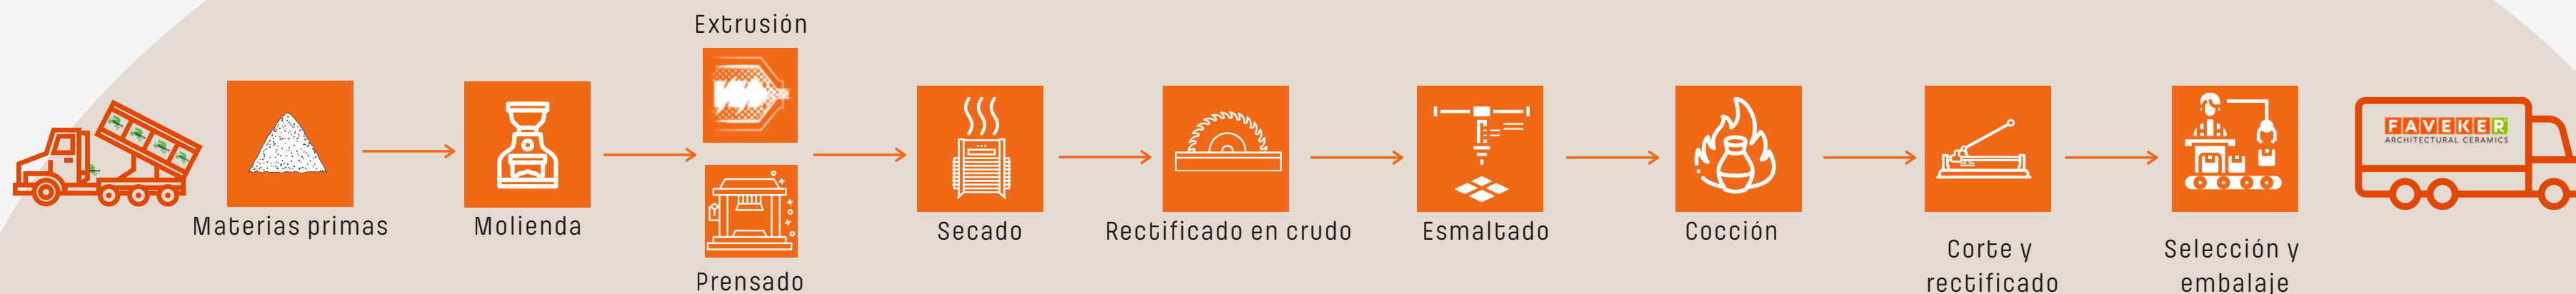 Materias primas
Molienda
Extrusión
Prensado
Secado
Rectificado en crudo
Esmaltado
Cocción
Corte y
rectificado
Selección y
embalaje
FAVEKER
ARCHITECTURAL CERAMICS